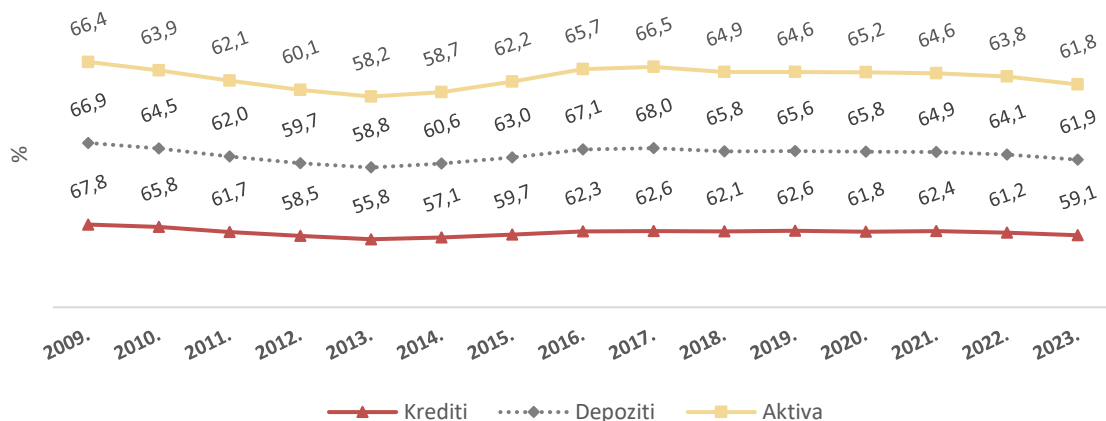 66,4 63,9 62,1 60,1 58,2 58,7 62,2 65,7 66,5 64,9 64,6 65,2 64,6 63,8 61,8
66,9 64,5 62,0 59,7 58,8 60,6 63,0 67,1 68,0 65,8 65,6 65,8 64,9 64,1 61,9
%
67,8 65,8 61,7 58,5 55,8 57,1 59,7 62,3 62,6 62,1 62,6 61,8 62,4 61,2 59,1
2009. 2010. 2011. 2012. 2013. 2014. 2015. 2016. 2017. 2018. 2019. 2020. 2021. 2022. 2023.
Krediti Depoziti Aktiva